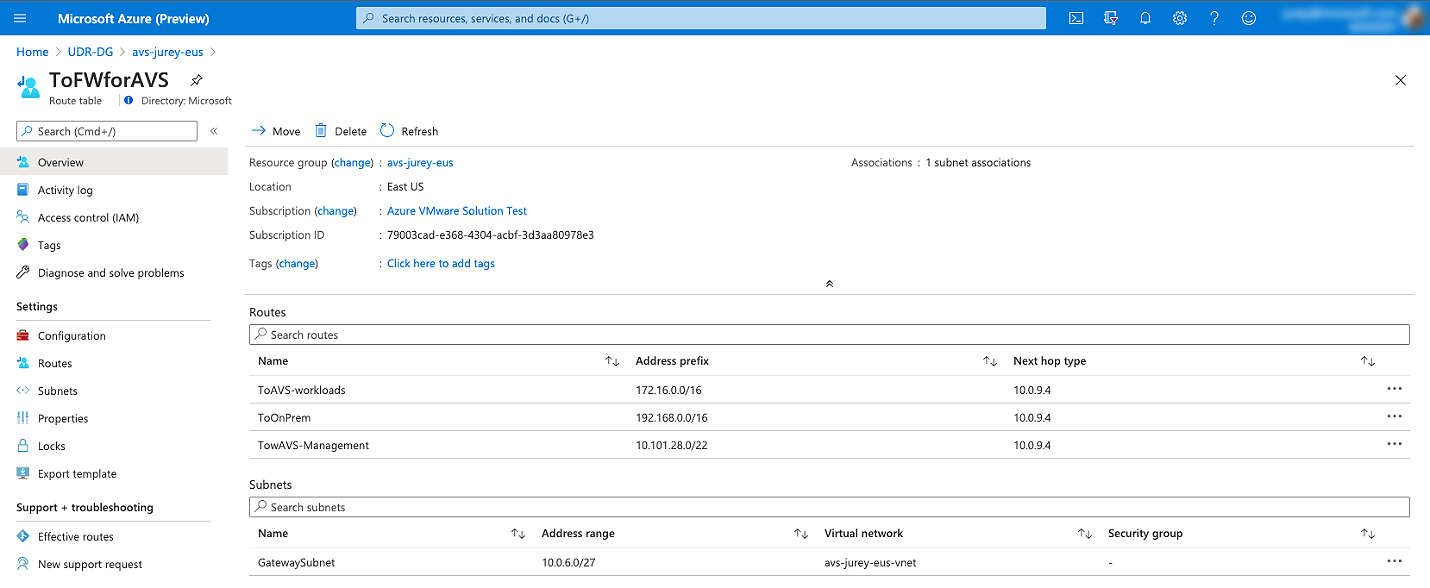 Microsoft Azure (Preview) Search resources, services, and docs (G+/)
Home > UDR-DG > avs-jurey-eus >
ToFWforAVS
Route table Directory: Microsoft
Search (Cmd+/) «
Move Delete Refresh
Overview
Activity log
Access control (IAM)
Tags
Diagnose and solve problems
Settings
Configuration
Routes
Subnets
Properties
Locks
Export template
Support + troubleshooting
Effective routes
New support request
Resource group (change) : avs-jurey-eus
Location : East US
Subscription (change) : Azure VMware Solution Test
Subscription ID : 79003cad-e368-4304-acbf-3d3aa80978e3
Tags (change) : Click here to add tags
Associations : 1 subnet associations
Routes
Search routes
Name Address prefix Next hop type
ToAVS-workloads 172.16.0.0/16 10.0.9.4
ToOnPrem 192.168.0.0/16 10.0.9.4
TowAVS-Management 10.101.28.0/22 10.0.9.4
Subnets
Search subnets
Name Address range Virtual network Security group
GatewaySubnet 10.0.6.0/27 avs-jurey-eus-vnet -